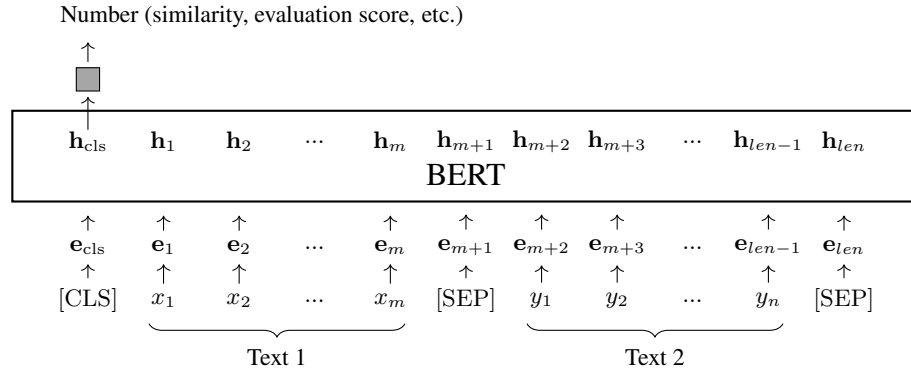 Number (similarity, evaluation score, etc.)
h_cls h_1 h_2 ... h_m h_{m+1} h_{m+2} h_{m+3} ... h_{len−1} h_{len}
BERT
e_cls e_1 e_2 ... e_m e_{m+1} e_{m+2} e_{m+3} ... e_{len−1} e_{len}
[CLS] x_1 x_2 ... x_m [SEP] y_1 y_2 ... y_n [SEP]
Text 1 Text 2